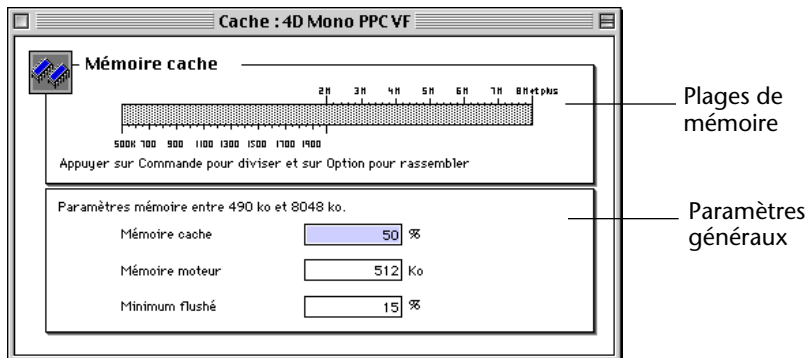 Cache : 4D Mono PPC VF
Mémoire cache
2M 3M 4M 5M 6M 7M 8M et plus
500K 700 900 1100 1300 1500 1700 1900
Appuyer sur Commande pour diviser et sur Option pour rassembler
Plages de
mémoire
Paramètres mémoire entre 490 ko et 8048 ko.
Mémoire cache 50 %
Mémoire moteur 512 Ko
Minimum flushé 15 %
Paramètres
généraux